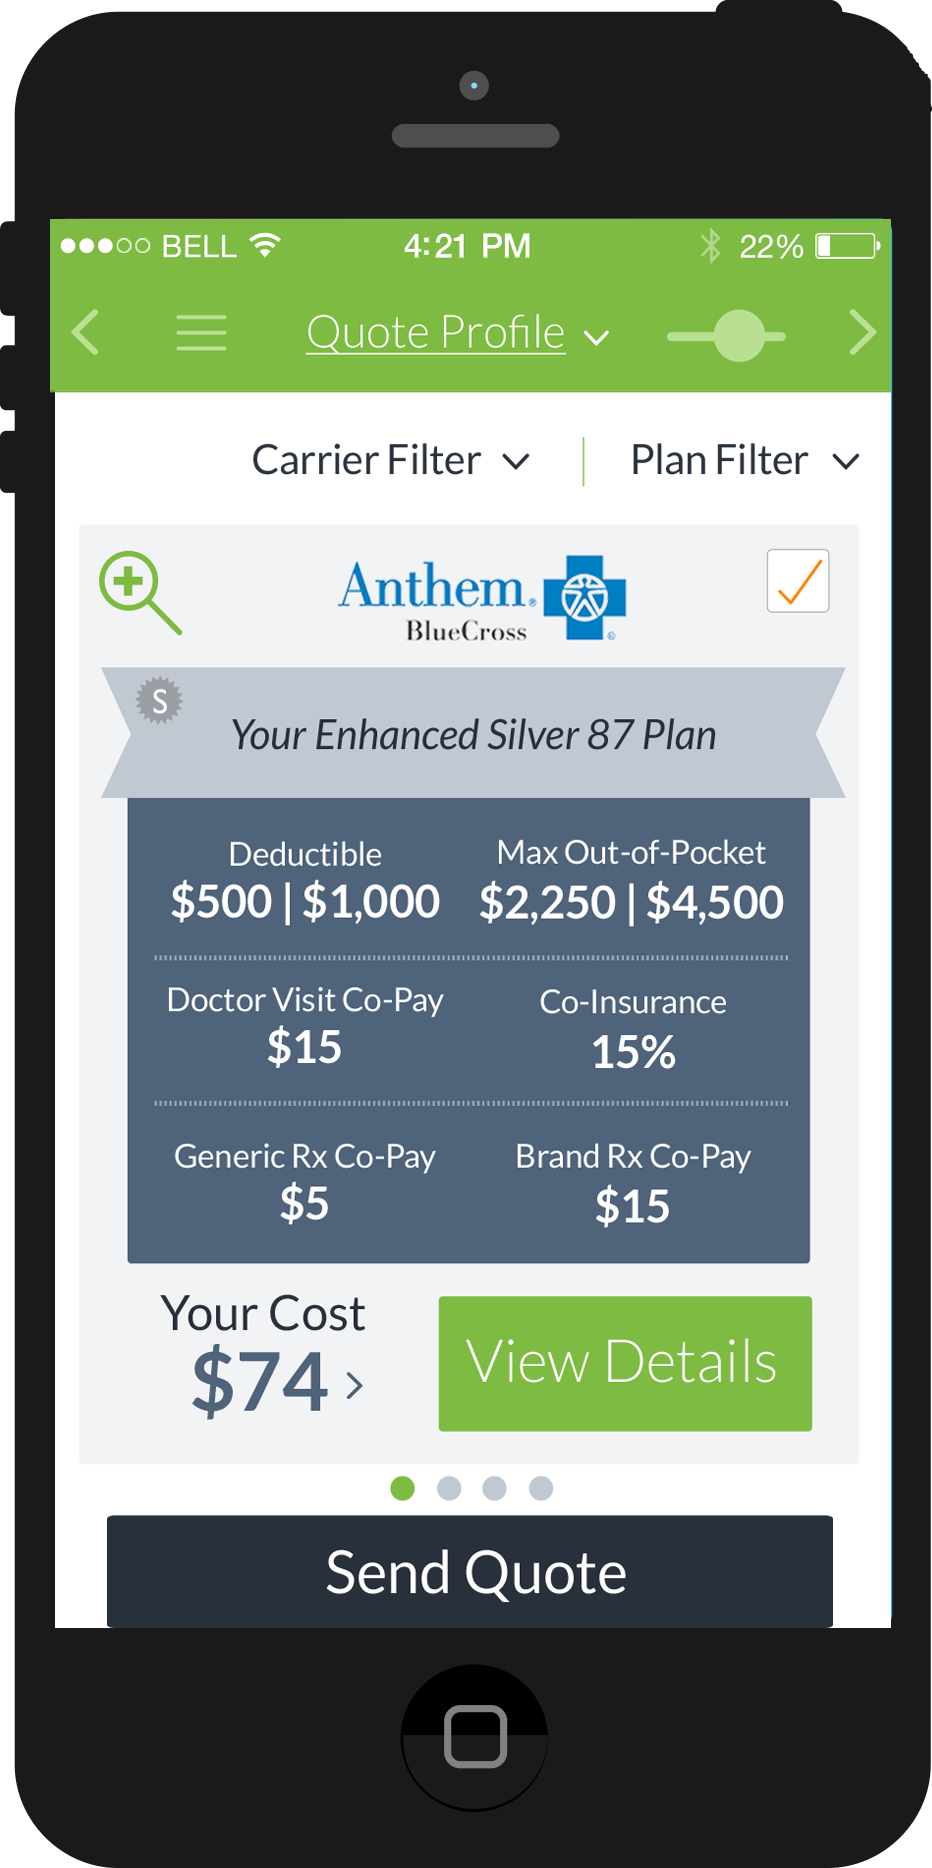 BELL 4:21 PM 22%
Quote Profile
Carrier Filter Plan Filter
Anthem®
BlueCross
S
Your Enhanced Silver 87 Plan
Deductible Max Out-of-Pocket
$500 | $1,000 $2,250 | $4,500
Doctor Visit Co-Pay Co-Insurance
$15 15%
Generic Rx Co-Pay Brand Rx Co-Pay
$5 $15
Your Cost
$74 >
View Details
Send Quote